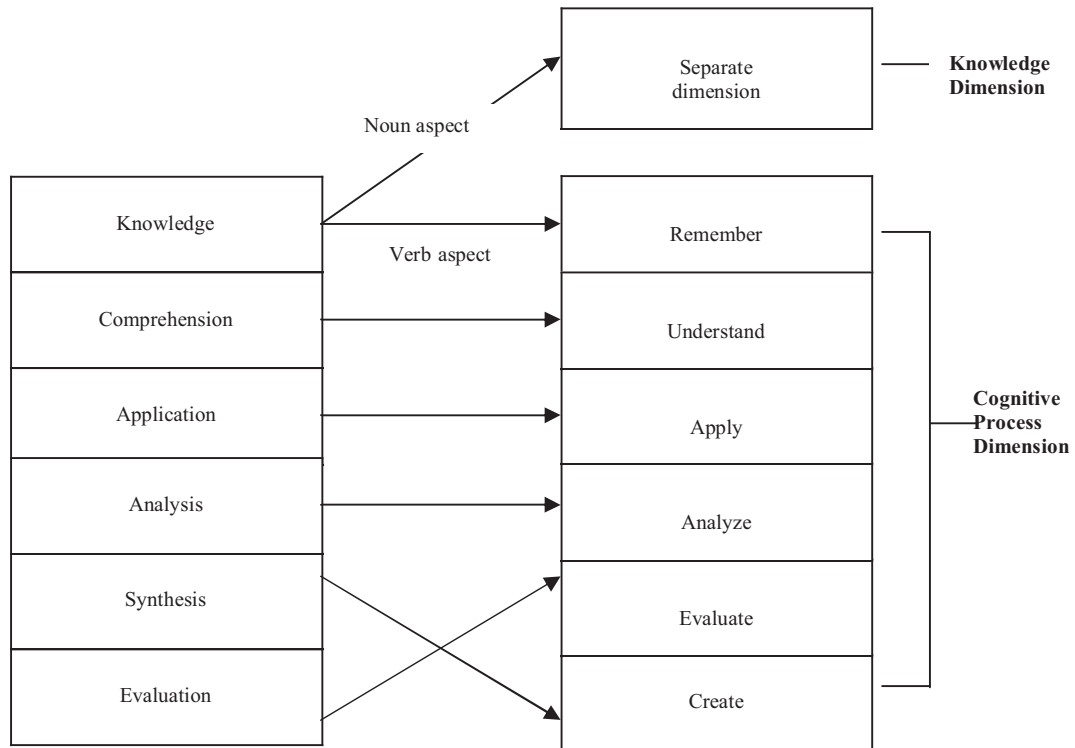 Separate
dimension
Knowledge
Dimension
Noun aspect
Knowledge
Remember
Verb aspect
Comprehension
Understand
Application
Apply
Cognitive
Process
Dimension
Analysis
Analyze
Synthesis
Evaluate
Evaluation
Create